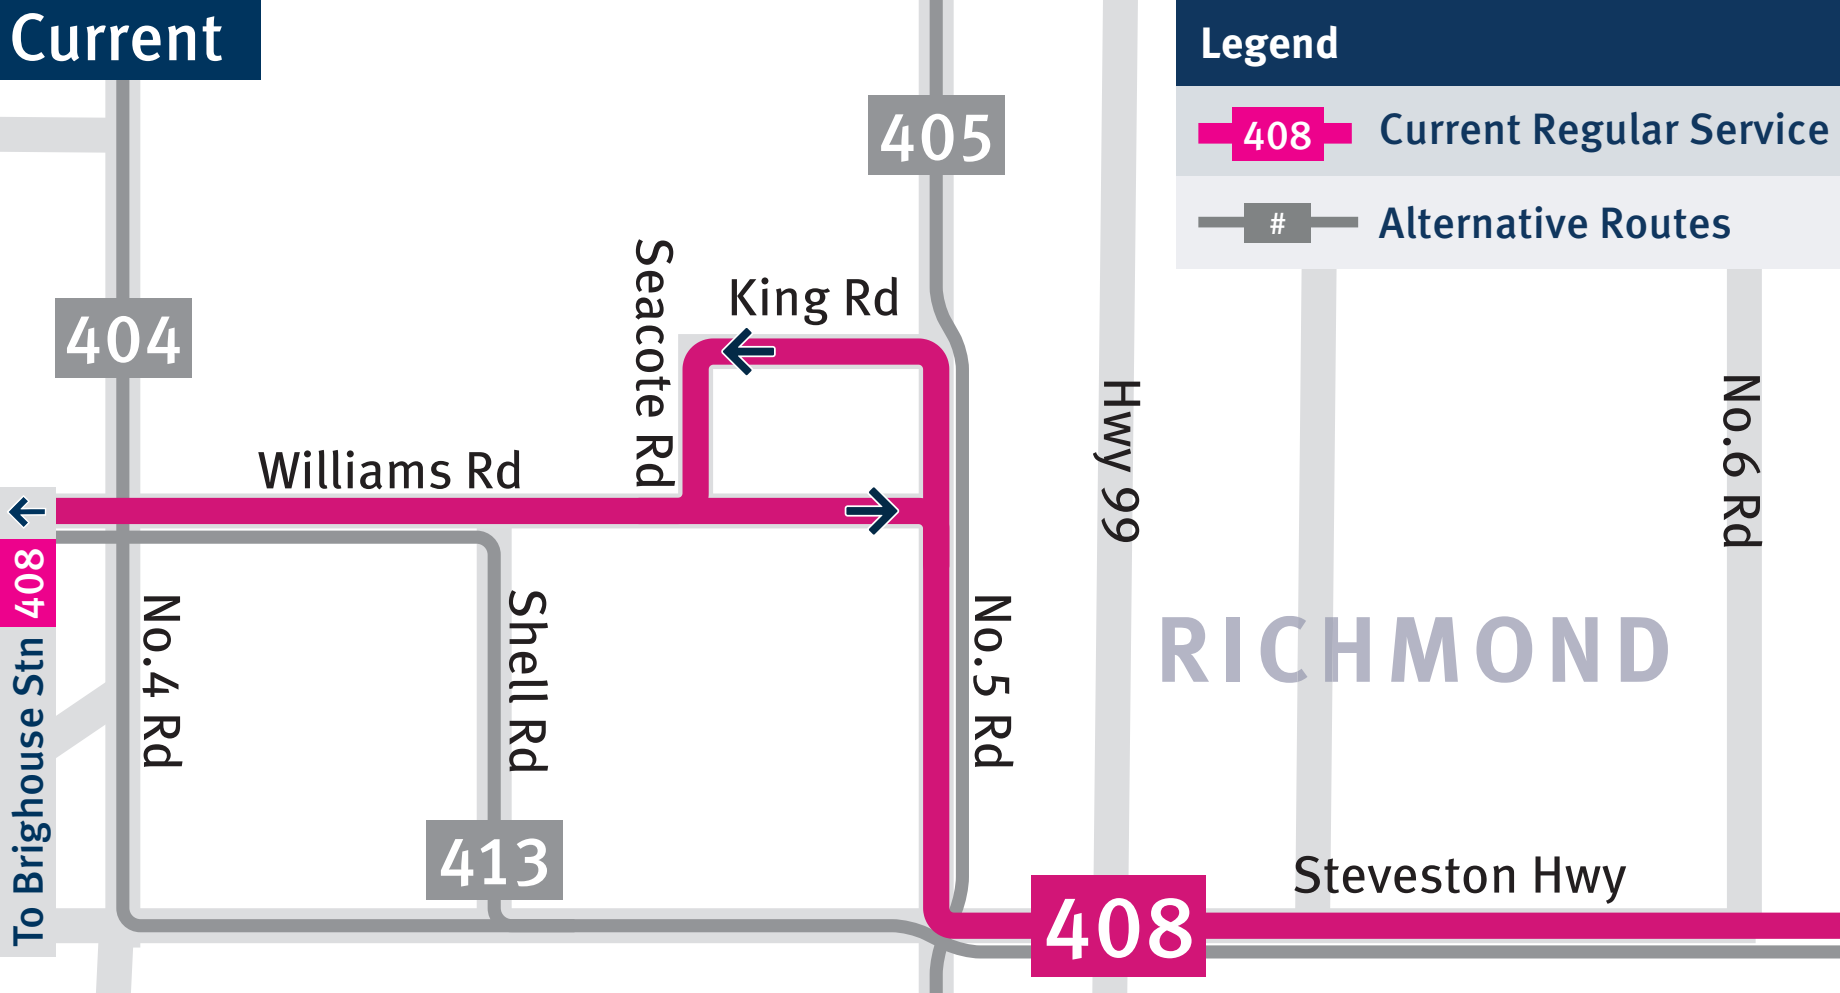 Current
Legend
408 Current Regular Service
# Alternative Routes
405
404
Seacote Rd
King Rd
Williams Rd
Hwy 99
No.6 Rd
408
To Brighouse Stn
No.4 Rd
Shell Rd
No.5 Rd
RICHMOND
413
Steveston Hwy
408